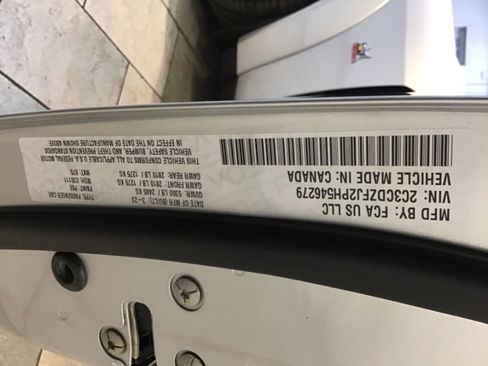 MFD BY: FCA US LLC
DATE OF MFR (BUILT): 3-23
GVWR: 5300 LB / 2405 KG
GAWR FRONT: 2810 LB / 1275 KG
GAWR REAR: 2810 LB / 1275 KG
THIS VEHICLE CONFORMS TO ALL APPLICABLE U.S.A. FEDERAL MOTOR
VEHICLE SAFETY, BUMPER, AND THEFT PREVENTION STANDARDS
IN EFFECT ON THE DATE OF MANUFACTURE SHOWN ABOVE
VIN: 2C3CDZFJ2PH546279
VEHICLE MADE IN CANADA
TYPE: PASSENGER CAR
PAINT:
MDH: